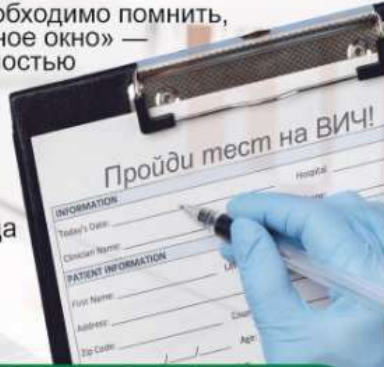 обходимо помнить,
ное окно» —
ностью
да
Пройди тест на ВИЧ!
INFORMATION
Today's Date:
Hospital
Clinician Name:
PATIENT INFORMATION
First Name:
Address:
Zip Code:
Age: